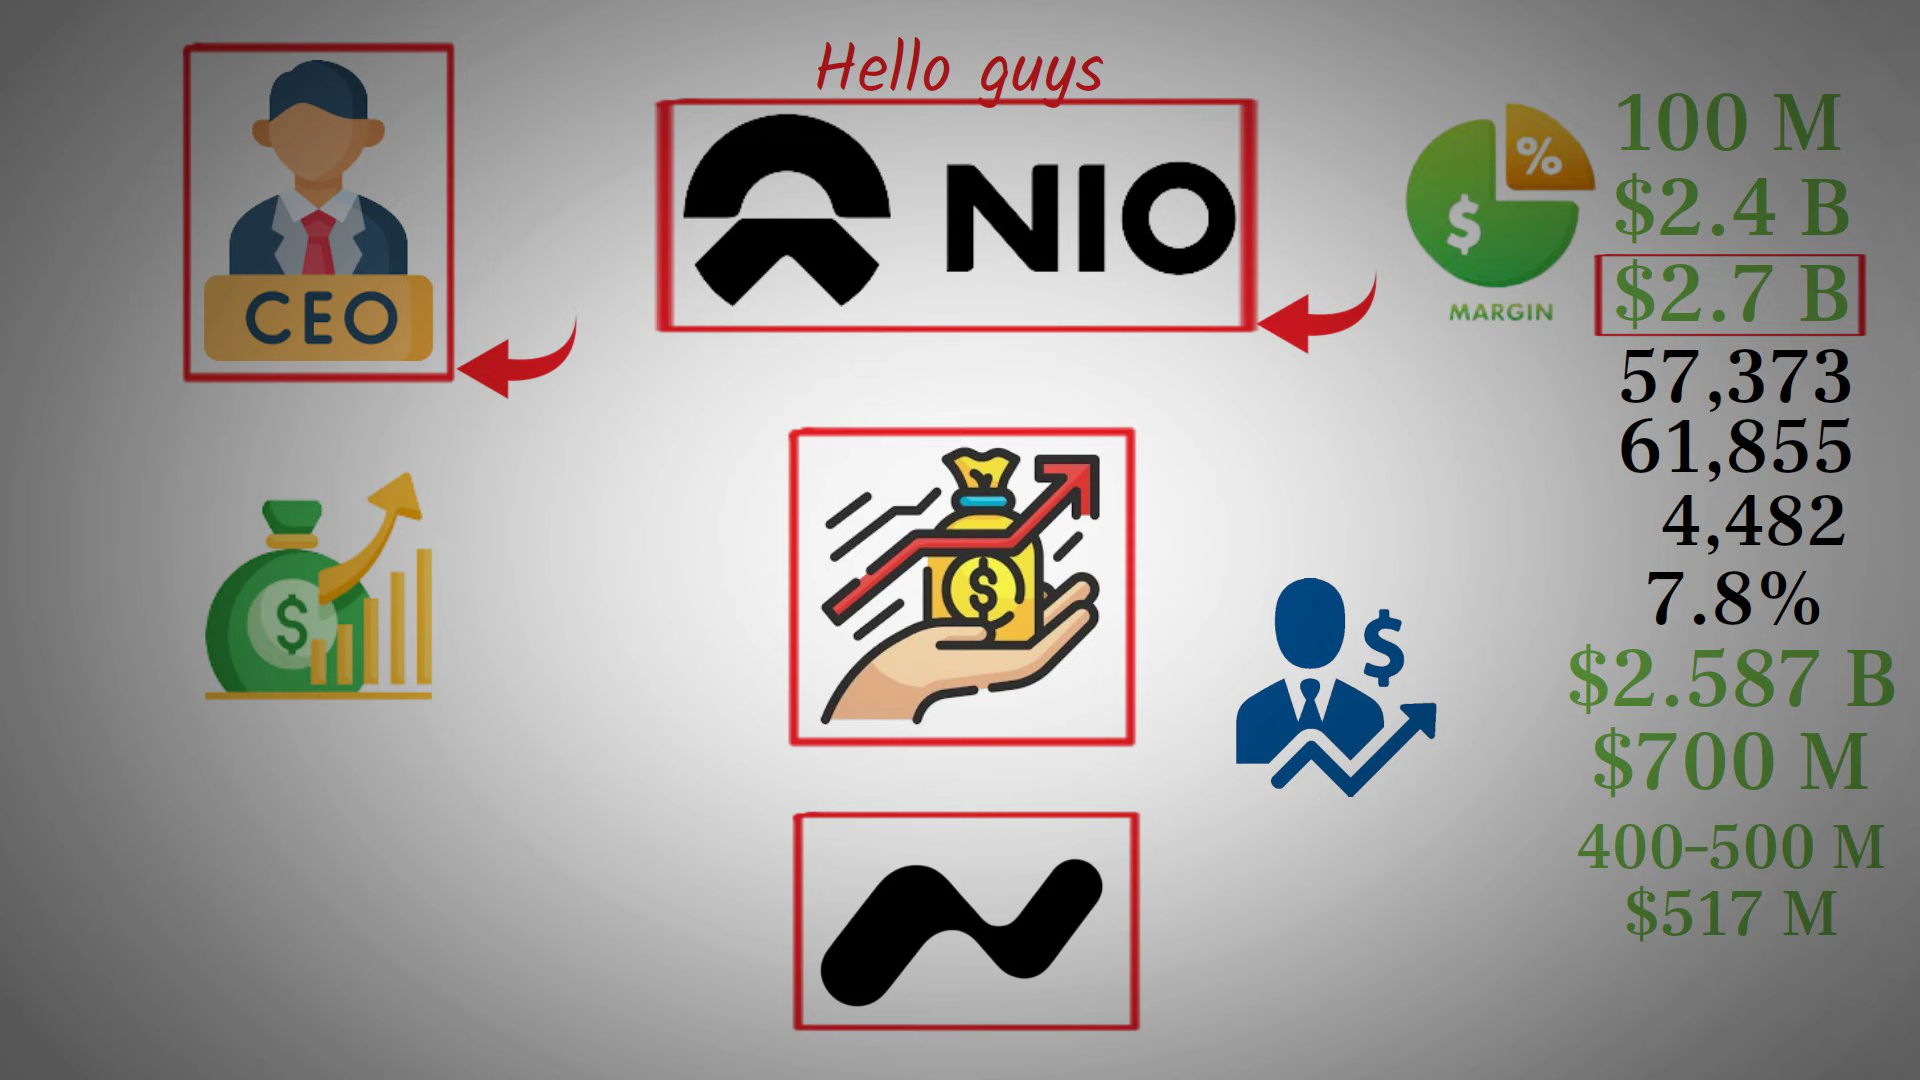 Hello guys
CEO
NIO
%
$
MARGIN
100 M
$2.4 B
$2.7 B
57,373
61,855
4,482
7.8%
$2.587 B
$700 M
400-500 M
$517 M
$
$
$